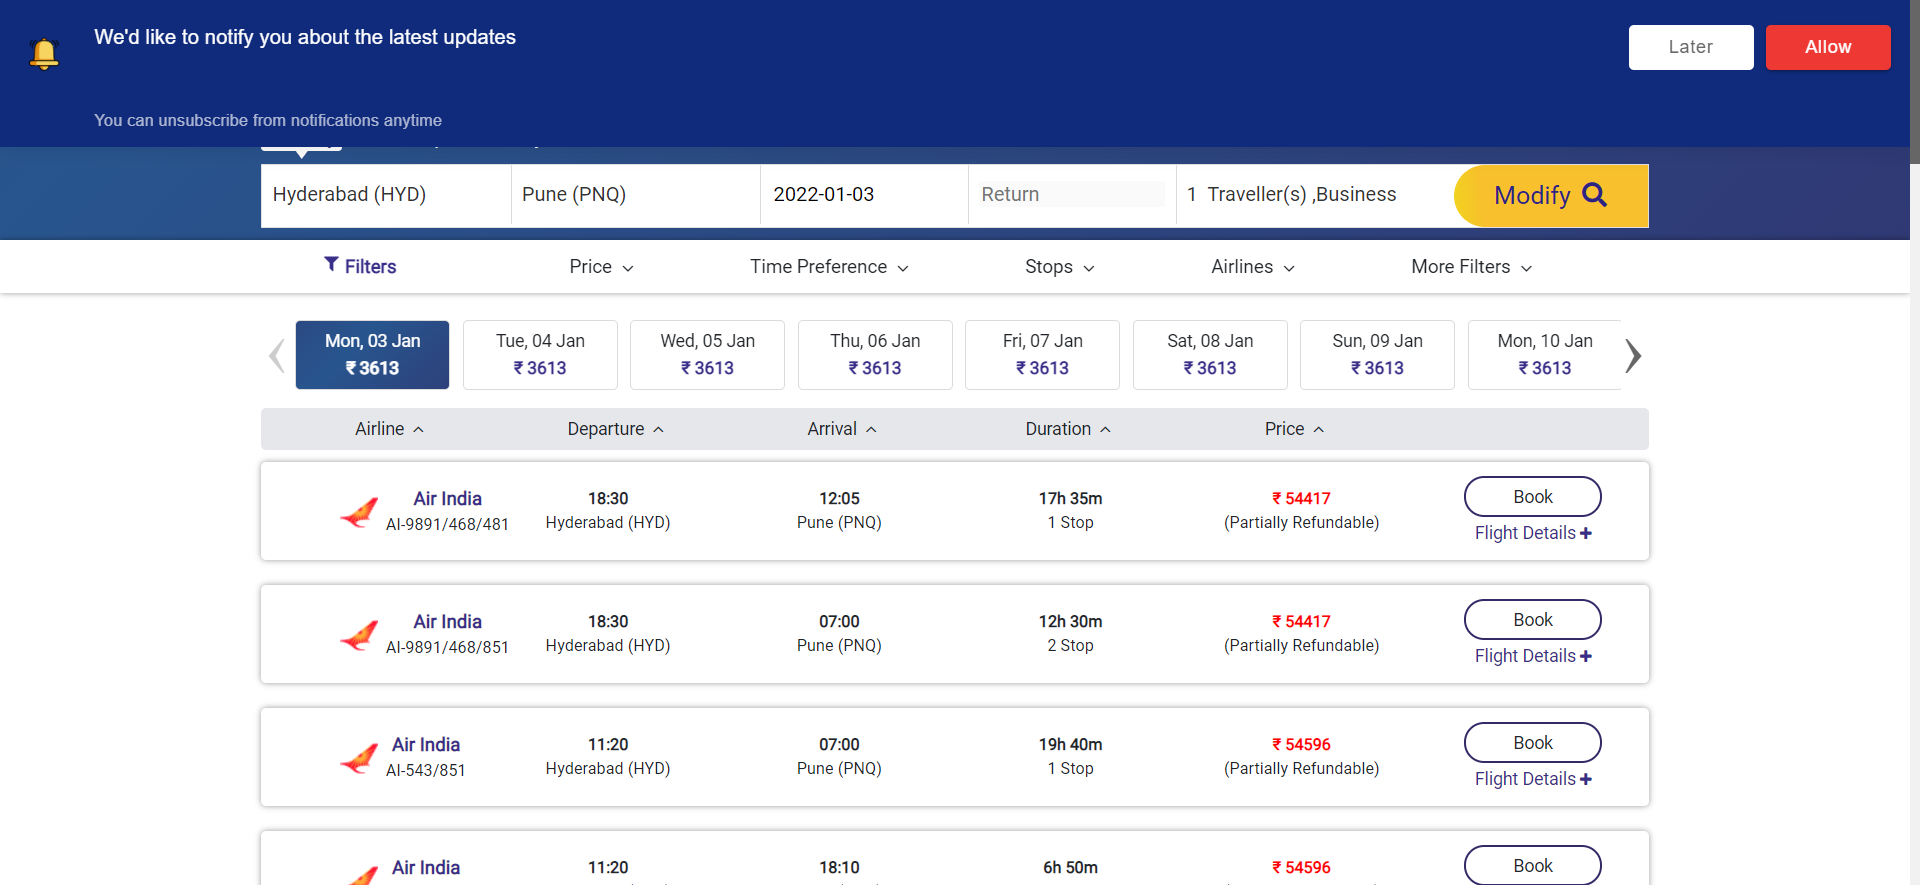 We'd like to notify you about the latest updates
Later
Allow
You can unsubscribe from notifications anytime
Hyderabad (HYD)
Pune (PNQ)
2022-01-03
Return
1 Traveller(s) ,Business
Modify
Filters
Price
Time Preference
Stops
Airlines
More Filters
Mon, 03 Jan
₹ 3613
Tue, 04 Jan
₹ 3613
Wed, 05 Jan
₹ 3613
Thu, 06 Jan
₹ 3613
Fri, 07 Jan
₹ 3613
Sat, 08 Jan
₹ 3613
Sun, 09 Jan
₹ 3613
Mon, 10 Jan
₹ 3613
Airline
Departure
Arrival
Duration
Price
Air India
AI-9891/468/481
18:30
Hyderabad (HYD)
12:05
Pune (PNQ)
17h 35m
1 Stop
₹ 54417
(Partially Refundable)
Book
Flight Details
Air India
AI-9891/468/851
18:30
Hyderabad (HYD)
07:00
Pune (PNQ)
12h 30m
2 Stop
₹ 54417
(Partially Refundable)
Book
Flight Details
Air India
AI-543/851
11:20
Hyderabad (HYD)
07:00
Pune (PNQ)
19h 40m
1 Stop
₹ 54596
(Partially Refundable)
Book
Flight Details
Air India
11:20
18:10
6h 50m
₹ 54596
Book